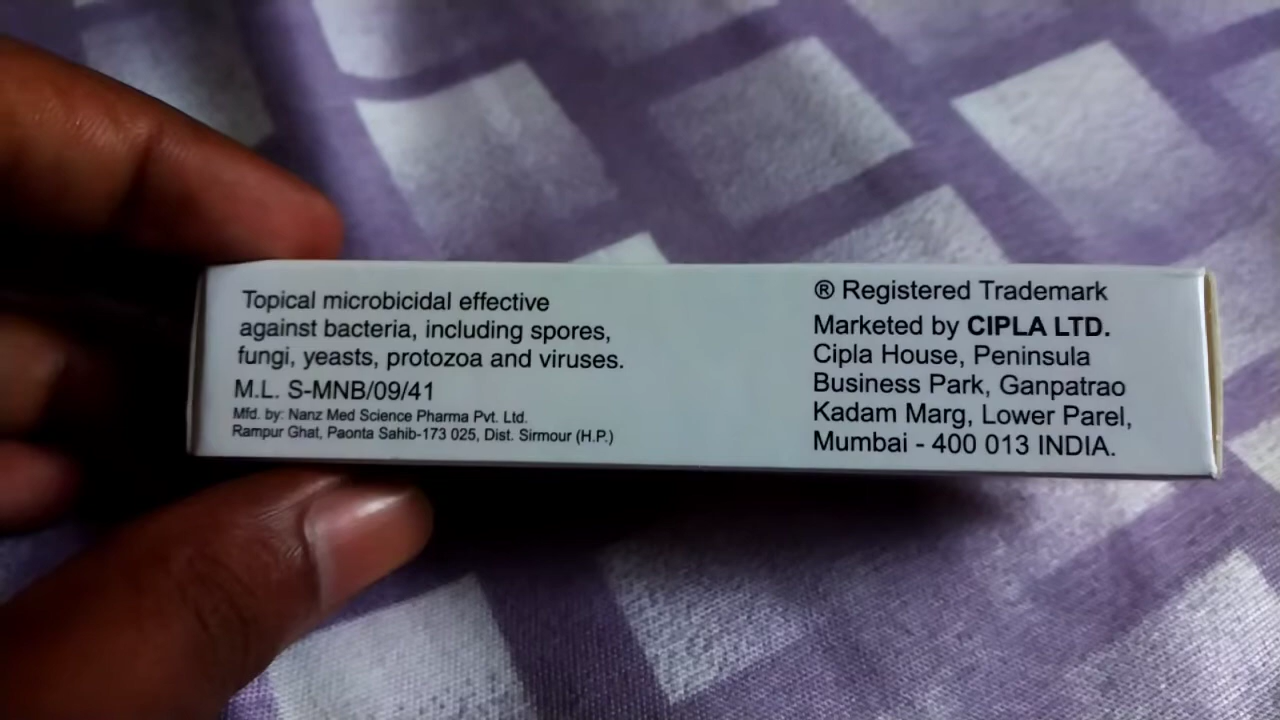 Topical microbicidal effective
against bacteria, including spores,
fungi, yeasts, protozoa and viruses.
M.L. S-MNB/09/41
Mfd. by: Nanz Med Science Pharma Pvt. Ltd.
Rampur Ghat, Paonta Sahib-173 025, Dist. Sirmour (H.P.)
® Registered Trademark
Marketed by CIPLA LTD.
Cipla House, Peninsula
Business Park, Ganpatrao
Kadam Marg, Lower Parel,
Mumbai - 400 013 INDIA.